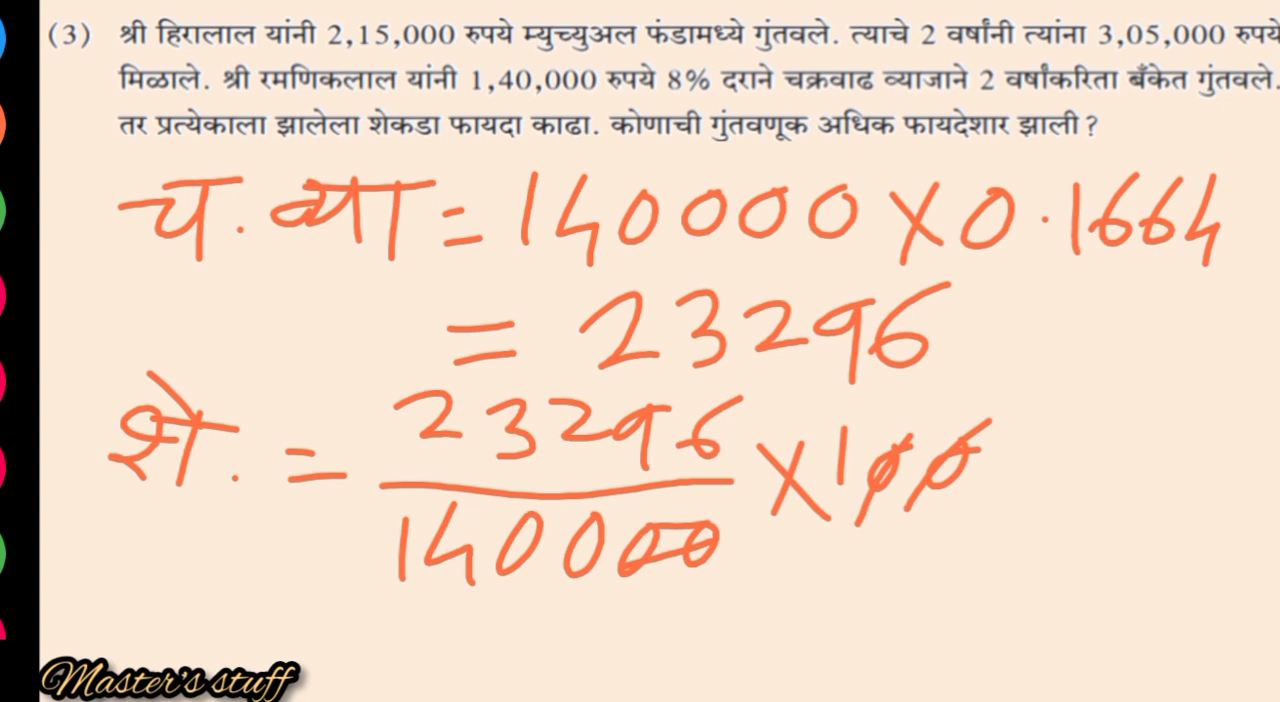 (3) श्री हिरालाल यांनी 2,15,000 रुपये म्युच्युअल फंडामध्ये गुंतवले. त्याचे 2 वर्षांनी त्यांना 3,05,000 रुपये
मिळाले. श्री रमणिकलाल यांनी 1,40,000 रुपये 8% दराने चक्रवाढ व्याजाने 2 वर्षांकरिता बँकेत गुंतवले.
तर प्रत्येकाला झालेला शेकडा फायदा काढा. कोणाची गुंतवणूक अधिक फायदेशार झाली ?
च. व्या = 140000 X 0.1664
= 23296
शे. = 23296 X 100
140000
Master's stuff